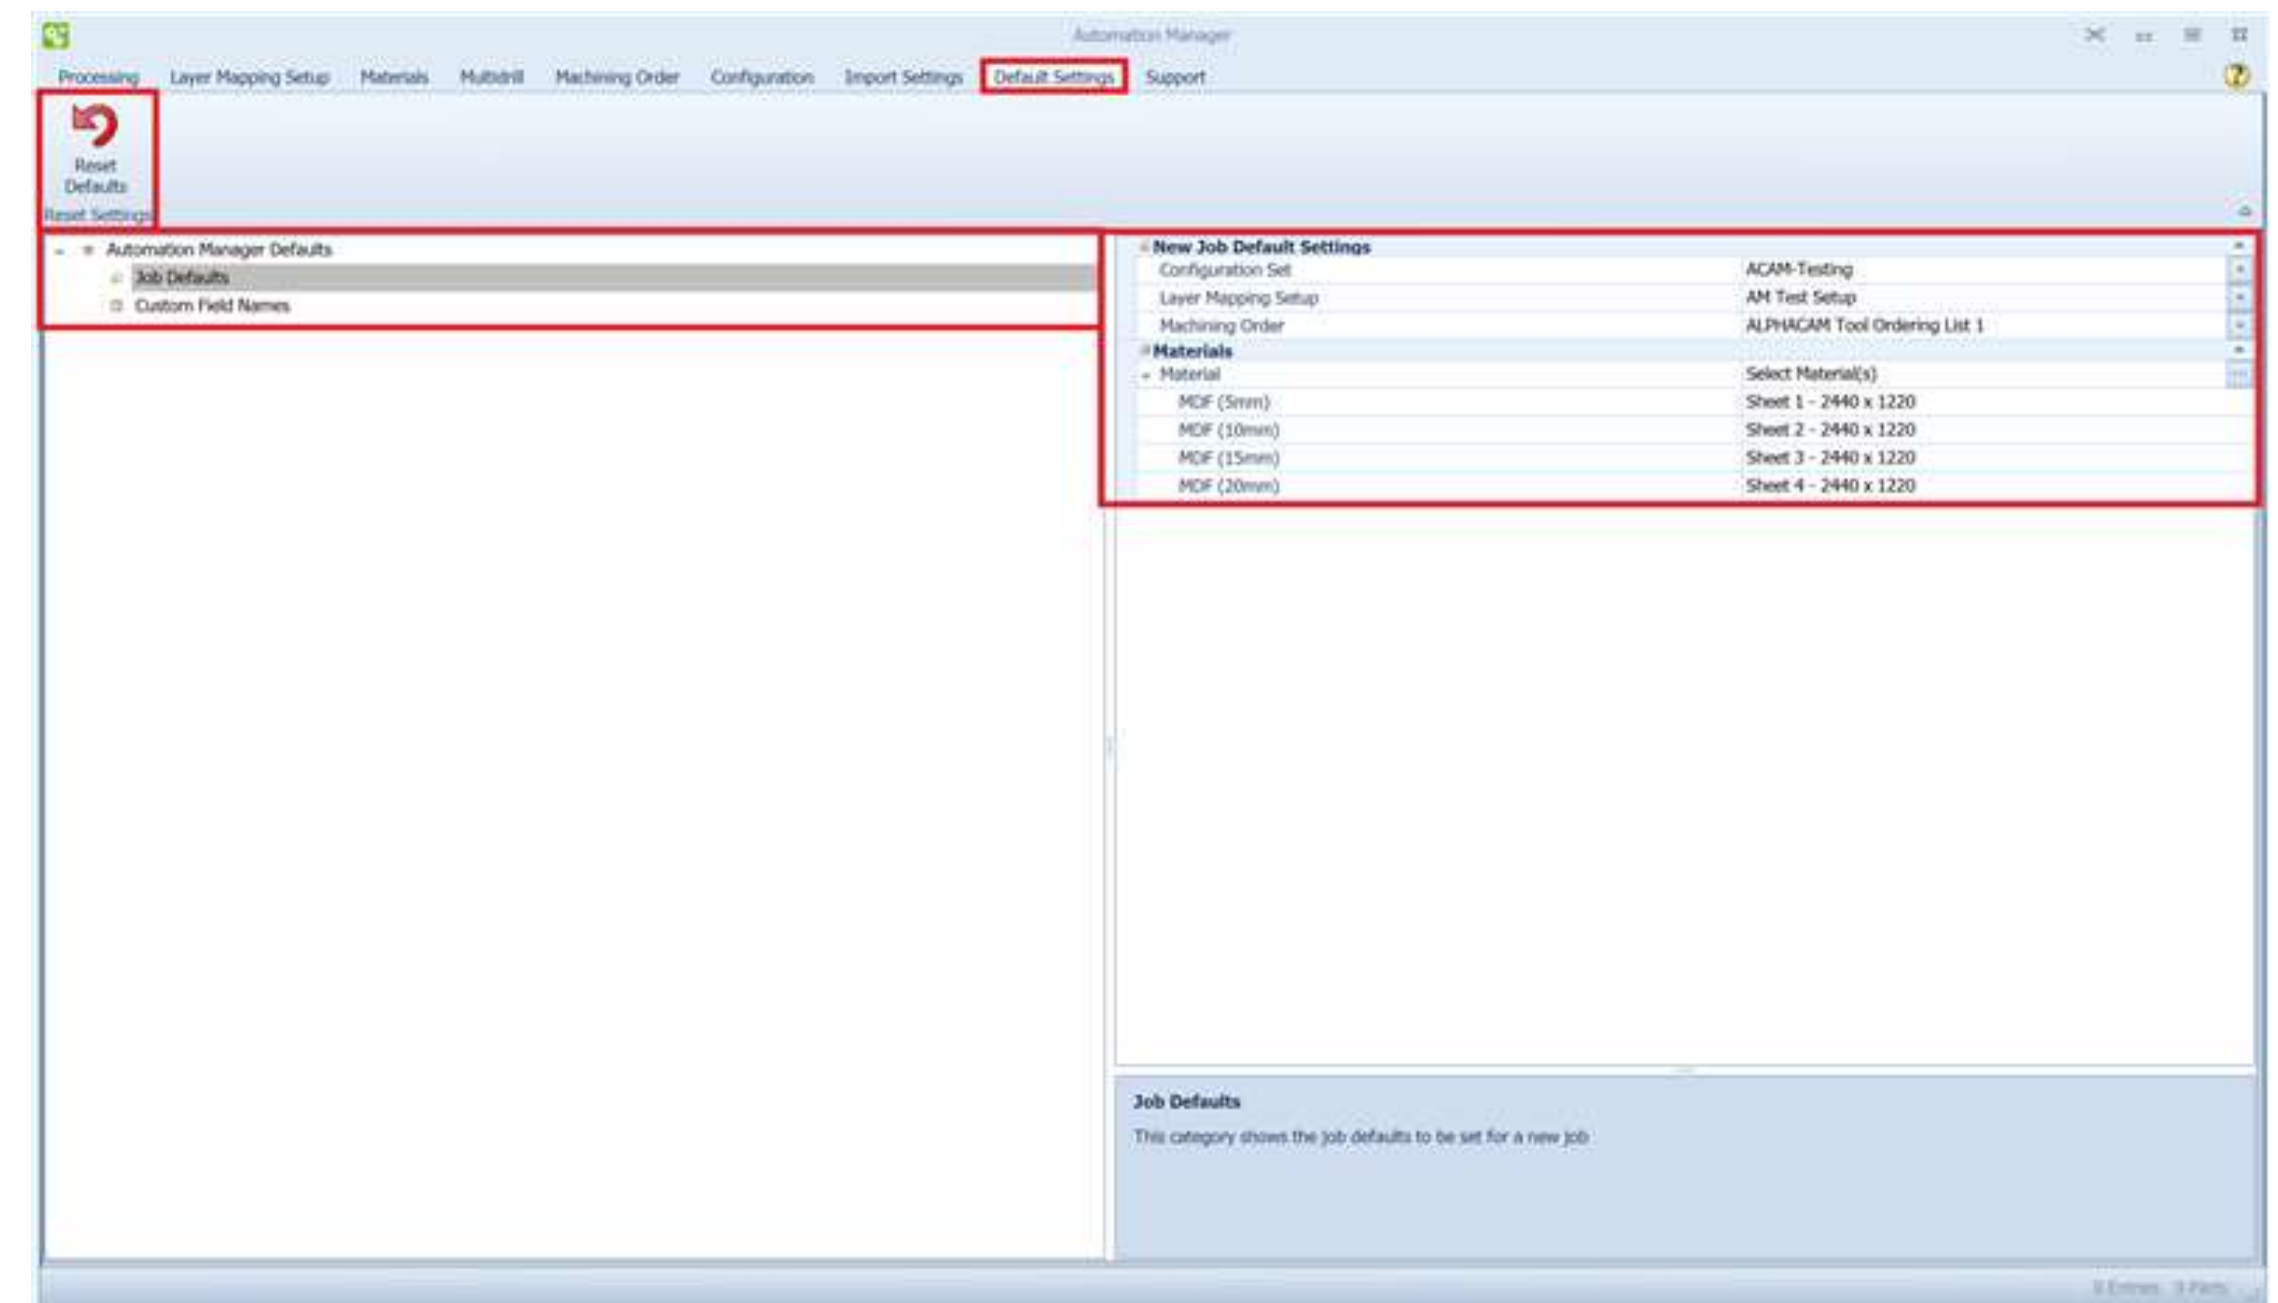 Automation Manager
Processing Layer Mapping Setup Materials Multidrill Machining Order Configuration Import Settings Default Settings Support
Reset
Defaults
Reset Settings
Automation Manager Defaults
Job Defaults
Custom Field Names
New Job Default Settings
Configuration Set ACAM-Testing
Layer Mapping Setup AM Test Setup
Machining Order ALPHACAM Tool Ordering List 1
Materials
Material Select Material(s)
MDF (5mm) Sheet 1 - 2440 x 1220
MDF (10mm) Sheet 2 - 2440 x 1220
MDF (15mm) Sheet 3 - 2440 x 1220
MDF (20mm) Sheet 4 - 2440 x 1220
Job Defaults
This category shows the job defaults to be set for a new job
Entries Parts